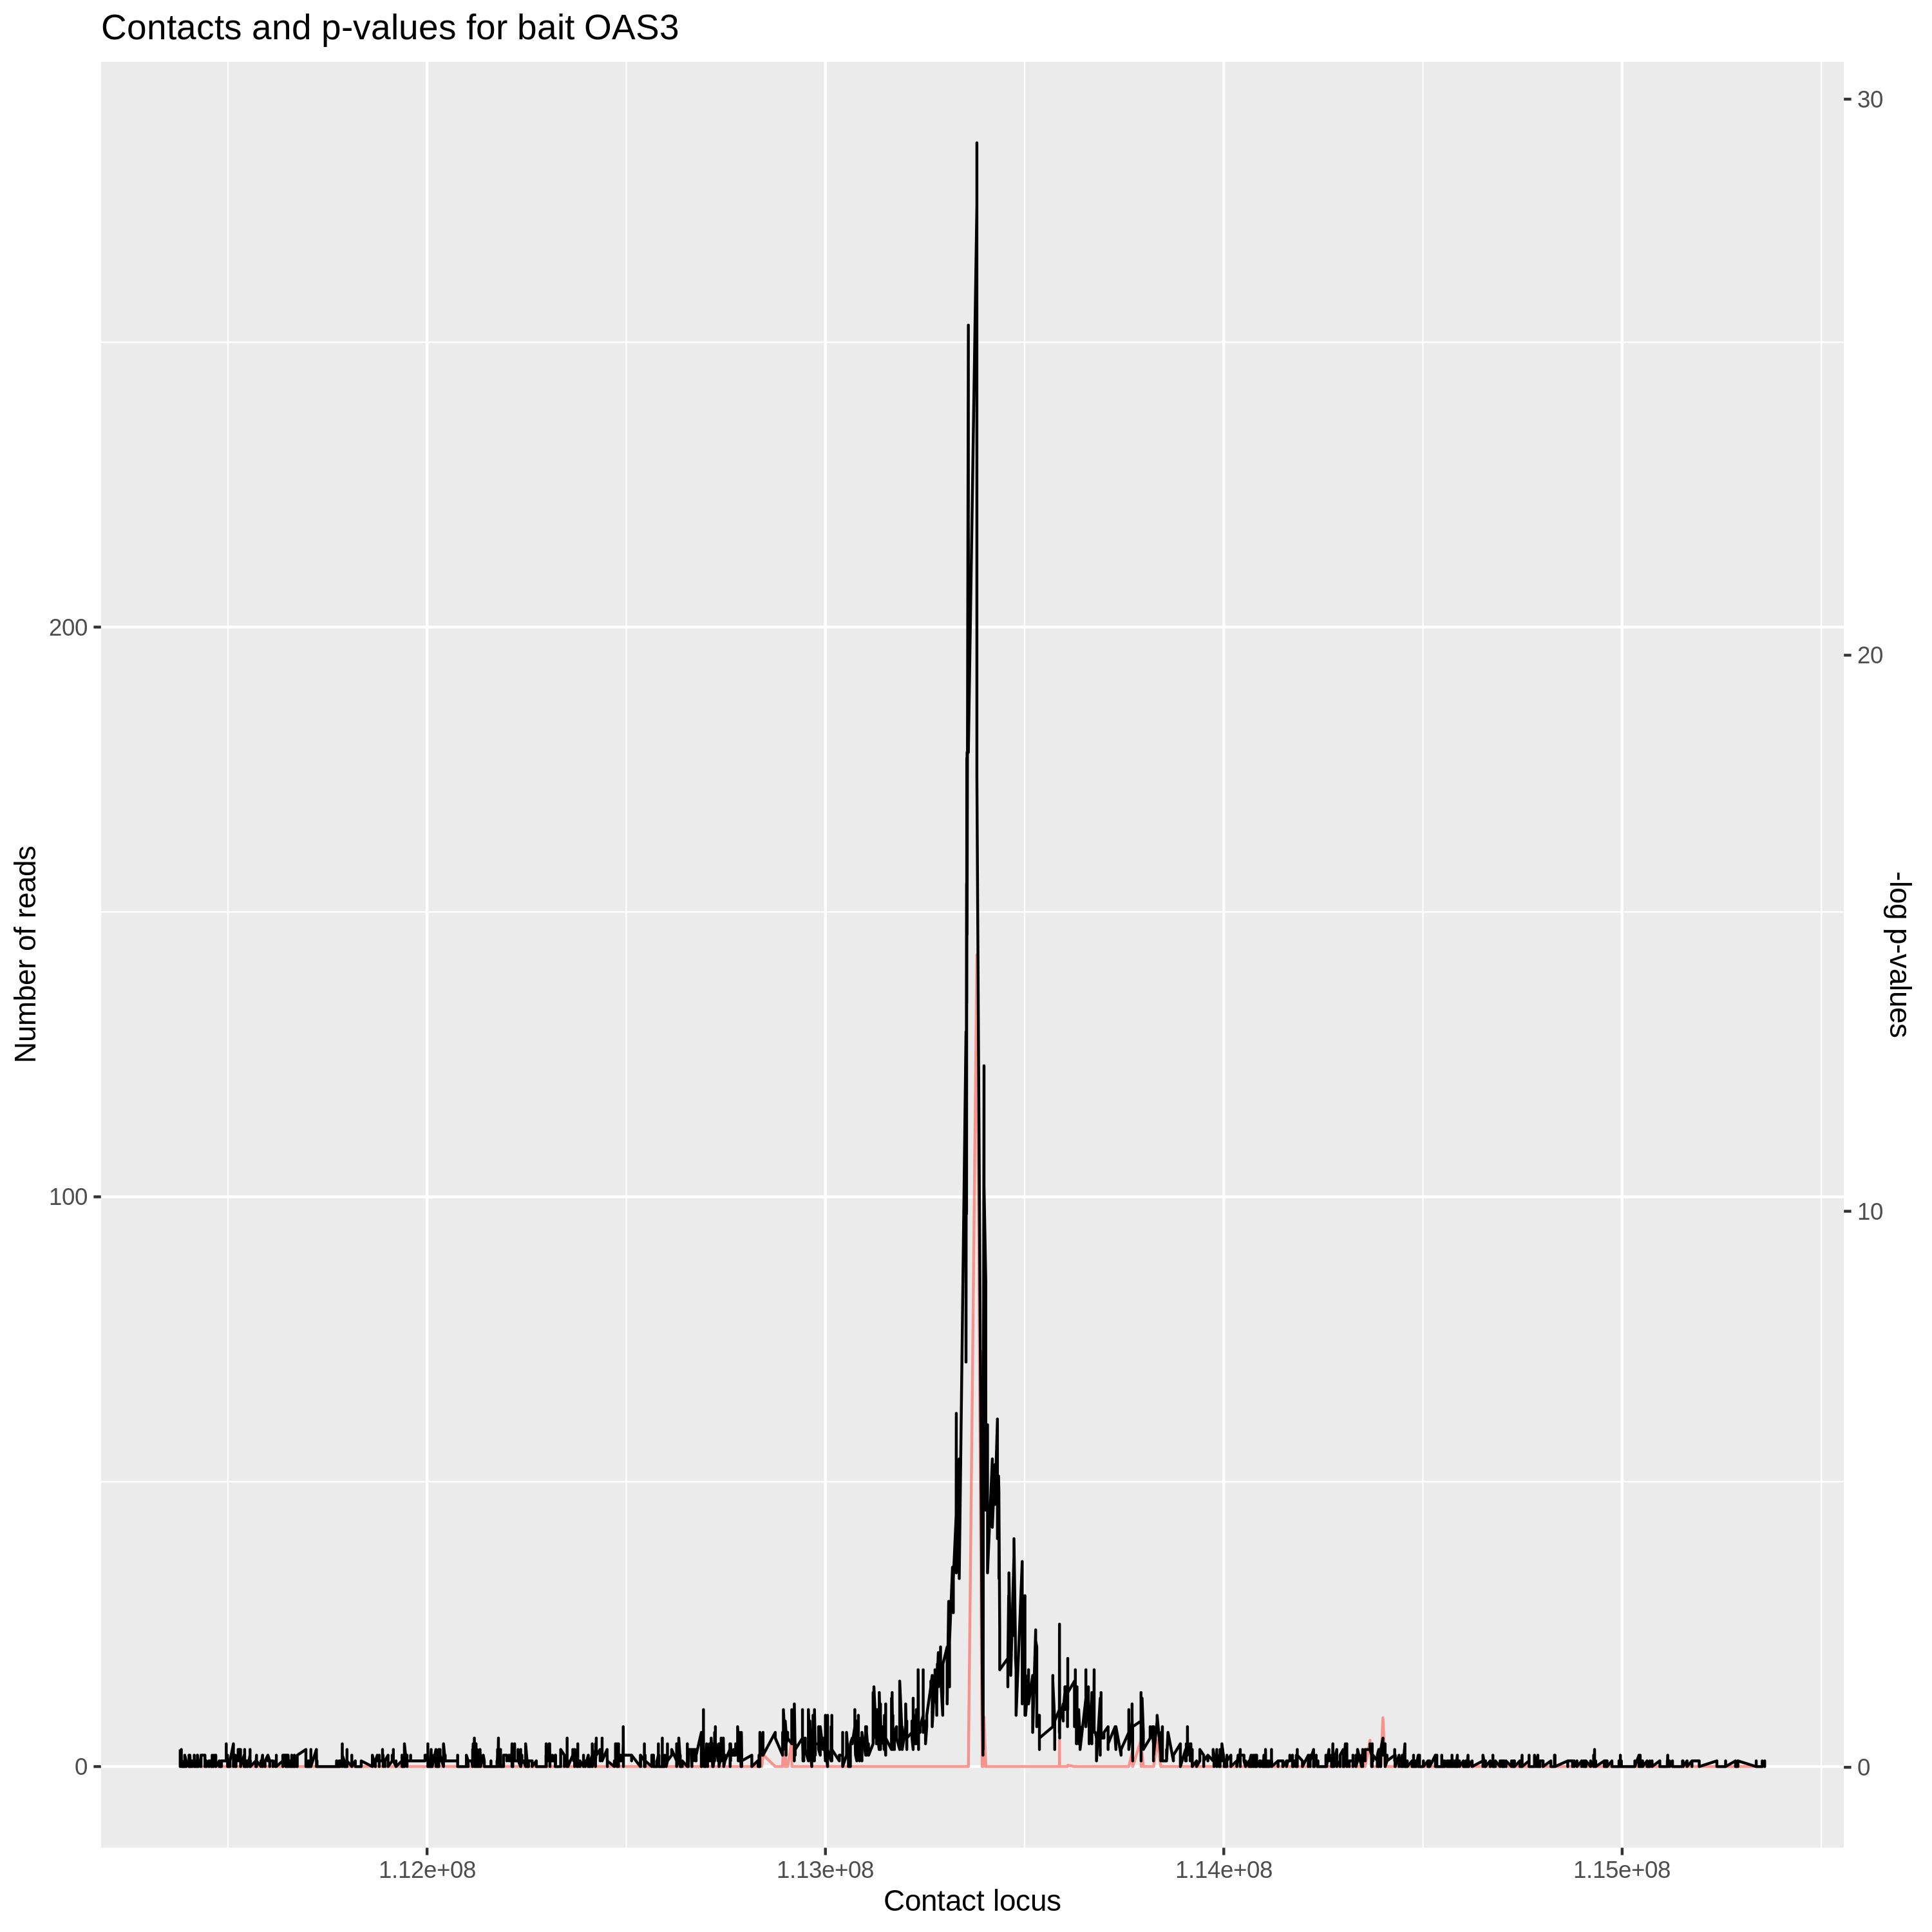 Contacts and p-values for bait OAS3
30
200
20
Number of reads
-log p-values
100
10
0
0
1.12e+08
1.13e+08
1.14e+08
1.15e+08
Contact locus